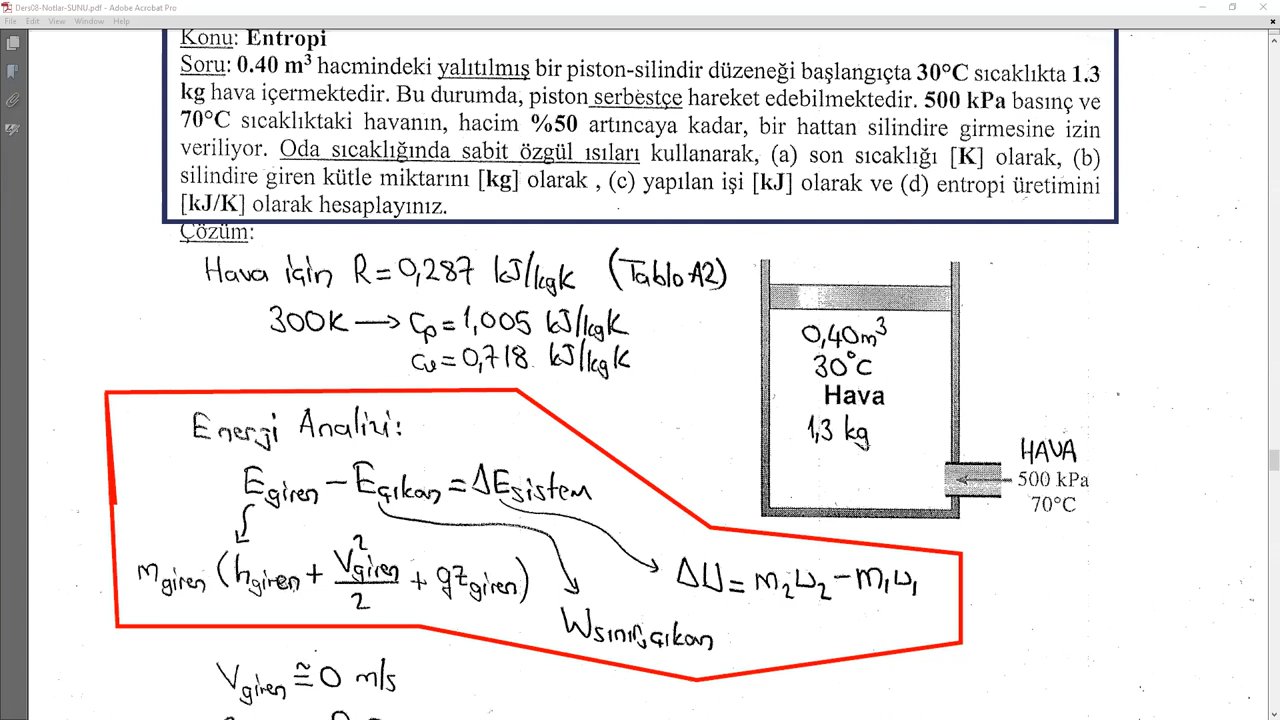 Ders08-Notlar-SUNU.pdf - Adobe Acrobat Pro
File Edit View Window Help
Konu: Entropi
Soru: 0.40 m³ hacmindeki yalıtılmış bir piston-silindir düzeneği başlangıçta 30°C sıcaklıkta 1.3
kg hava içermektedir. Bu durumda, piston serbestçe hareket edebilmektedir. 500 kPa basınç ve
70°C sıcaklıktaki havanın, hacim %50 artıncaya kadar, bir hattan silindire girmesine izin
veriliyor. Oda sıcaklığında sabit özgül ısıları kullanarak, (a) son sıcaklığı [K] olarak, (b)
silindire giren kütle miktarını [kg] olarak , (c) yapılan işi [kJ] olarak ve (d) entropi üretimini
[kJ/K] olarak hesaplayınız.
Çözüm:
Hava için R = 0,287 kJ/kgK (Tablo A2)
300K → Cp = 1,005 kJ/kgK
Cv = 0,718 kJ/kgK
0,40m³
30°C
Hava
1,3 kg
HAVA
500 kPa
70°C
Energi Analizi:
Egiren - Eçıkan = ΔEsistem
mgiren (hgiren + V²giren/2 + gzgiren)
ΔU = m₂u₂ - m₁u₁
Wsınır,çıkan
Vgiren ≅ 0 m/s